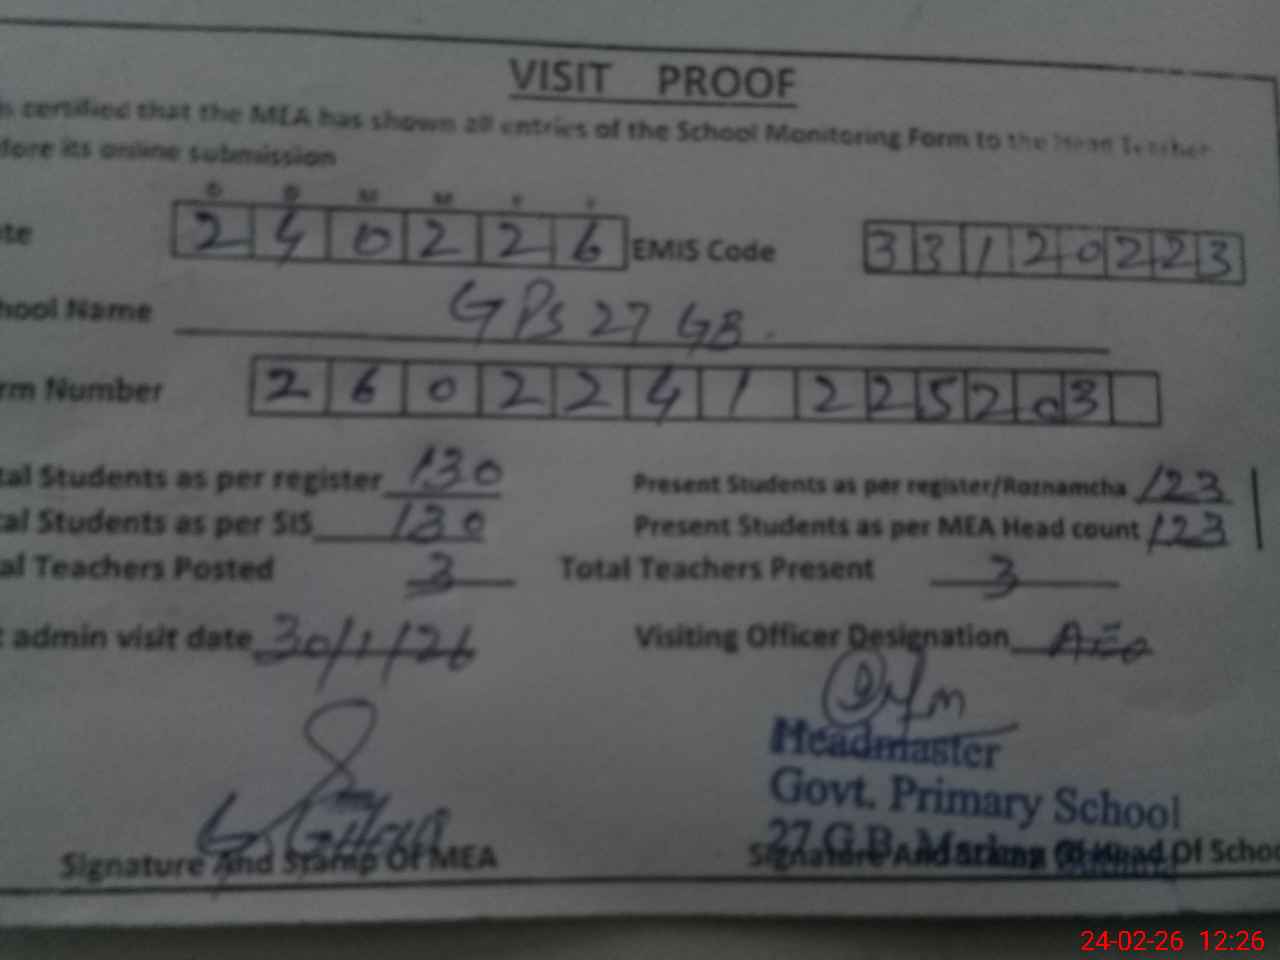 VISIT PROOF
is certified that the MEA has shown all entries of the School Monitoring Form to the Head Teacher
fore its online submission
D D M M Y Y
te 2 4 0 2 2 6 EMIS Code 3 3 1 2 0 2 2 3
hool Name GPS 27 GB.
rm Number 2 6 0 2 2 4 1 2 2 5 2 0 3
tal Students as per register 130 Present Students as per register/Roznamcha 123
al Students as per SIS 130 Present Students as per MEA Head count 123
al Teachers Posted 3 Total Teachers Present 3
t admin visit date 30/1/26 Visiting Officer Designation AEO
Headmaster
Govt. Primary School
27 G.B.
Signature And Stamp Of MEA Signature And Stamp Of Head Of Schoo
24-02-26 12:26